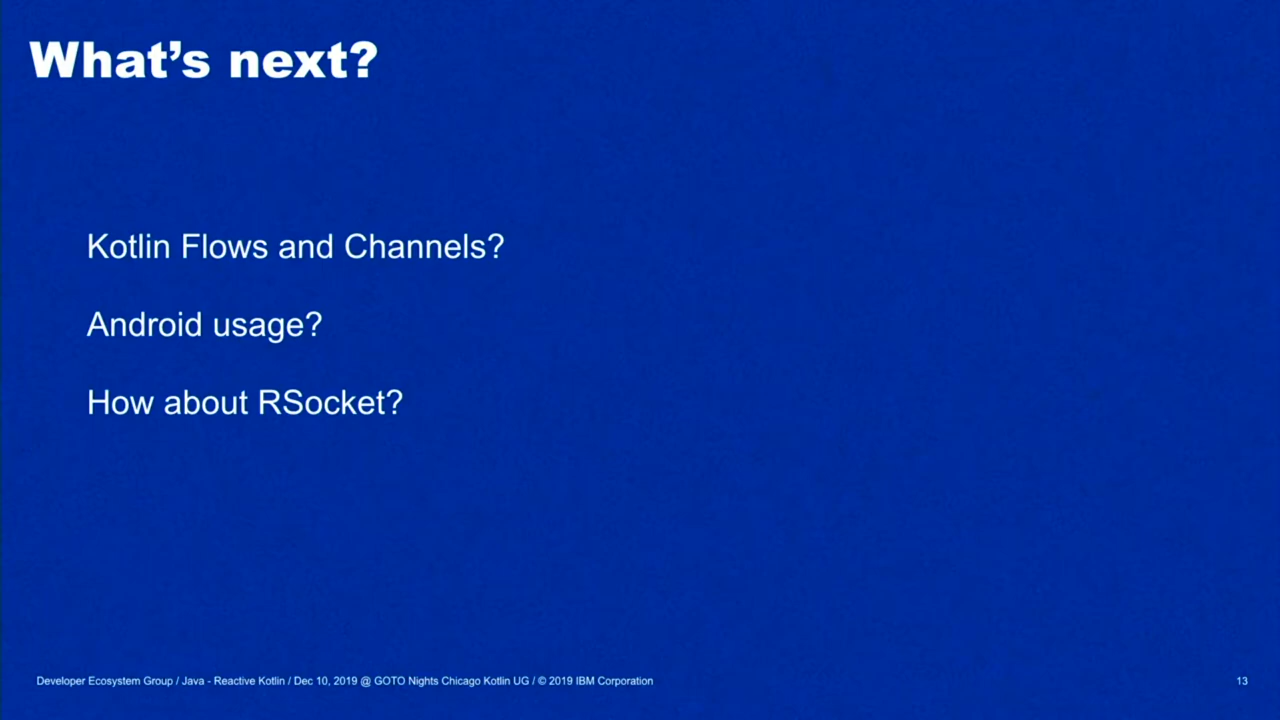 What’s next?
Kotlin Flows and Channels?
Android usage?
How about RSocket?
Developer Ecosystem Group / Java - Reactive Kotlin / Dec 10, 2019 @ GOTO Nights Chicago Kotlin UG / © 2019 IBM Corporation
13